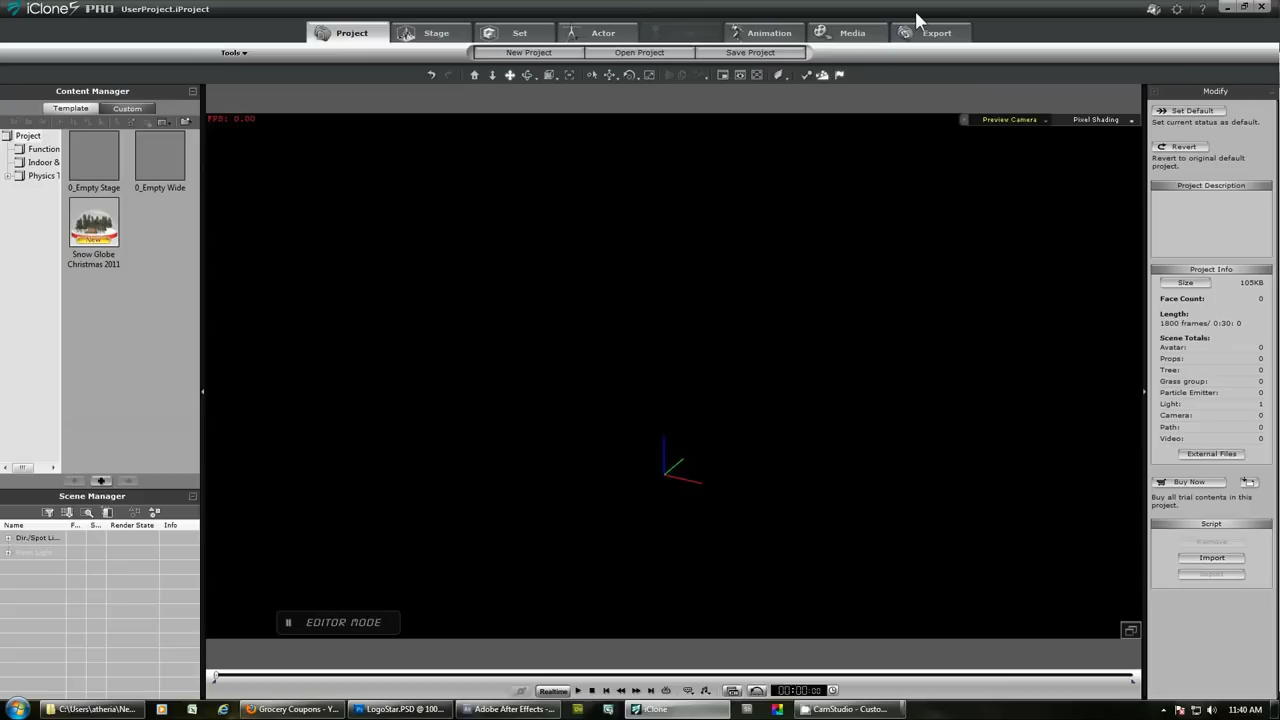 iClone5 PRO UserProject.iProject
Project Stage Set Actor Animation Media Export
Tools New Project Open Project Save Project
Content Manager
Template Custom
Project
Function
Indoor &
Physics T
0_Empty Stage 0_Empty Wide
New
Snow Globe
Christmas 2011
Scene Manager
Name F... S... Render State Info
Dir./Spot Li...
FPS: 0.00
Preview Camera Pixel Shading
EDITOR MODE
Realtime 00:00:00
Modify
Set Default
Set current status as default.
Revert
Revert to original default
project.
Project Description
Project Info
Size 105KB
Face Count: 0
Length:
1800 frames/ 0:30: 0
Scene Totals:
Avatar: 0
Props: 0
Tree: 0
Grass group: 0
Particle Emitter: 0
Light: 1
Camera: 0
Path: 0
Video: 0
External Files
Buy Now
Buy all trial contents in this
project.
Script
Remove
Import
C:\Users\atheria\Ne... Grocery Coupons - Y... LogoStar.PSD @ 100... Adobe After Effects - ... iClone CamStudio - Custo... 11:40 AM